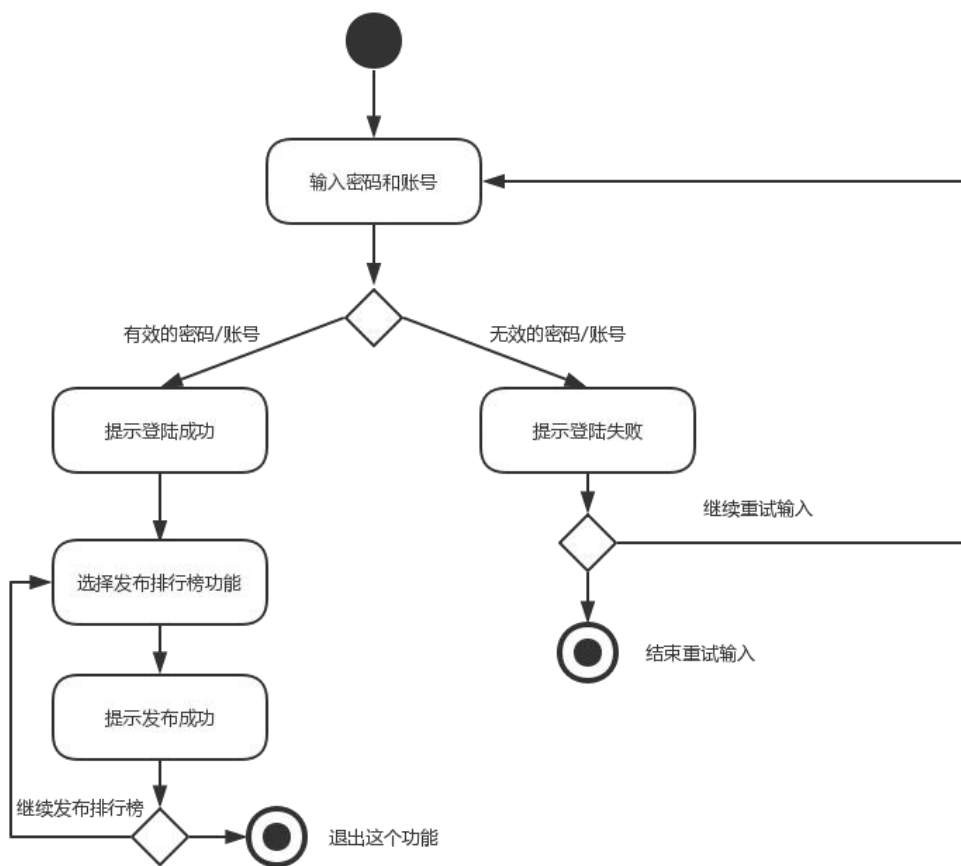 输入密码和账号
有效的密码/账号
无效的密码/账号
提示登陆成功
提示登陆失败
继续重试输入
选择发布排行榜功能
结束重试输入
提示发布成功
继续发布排行榜
退出这个功能